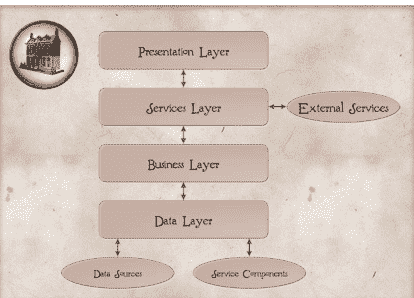 Presentation Layer
Services Layer
External Services
Business Layer
Data Layer
Data Sources
Service Components